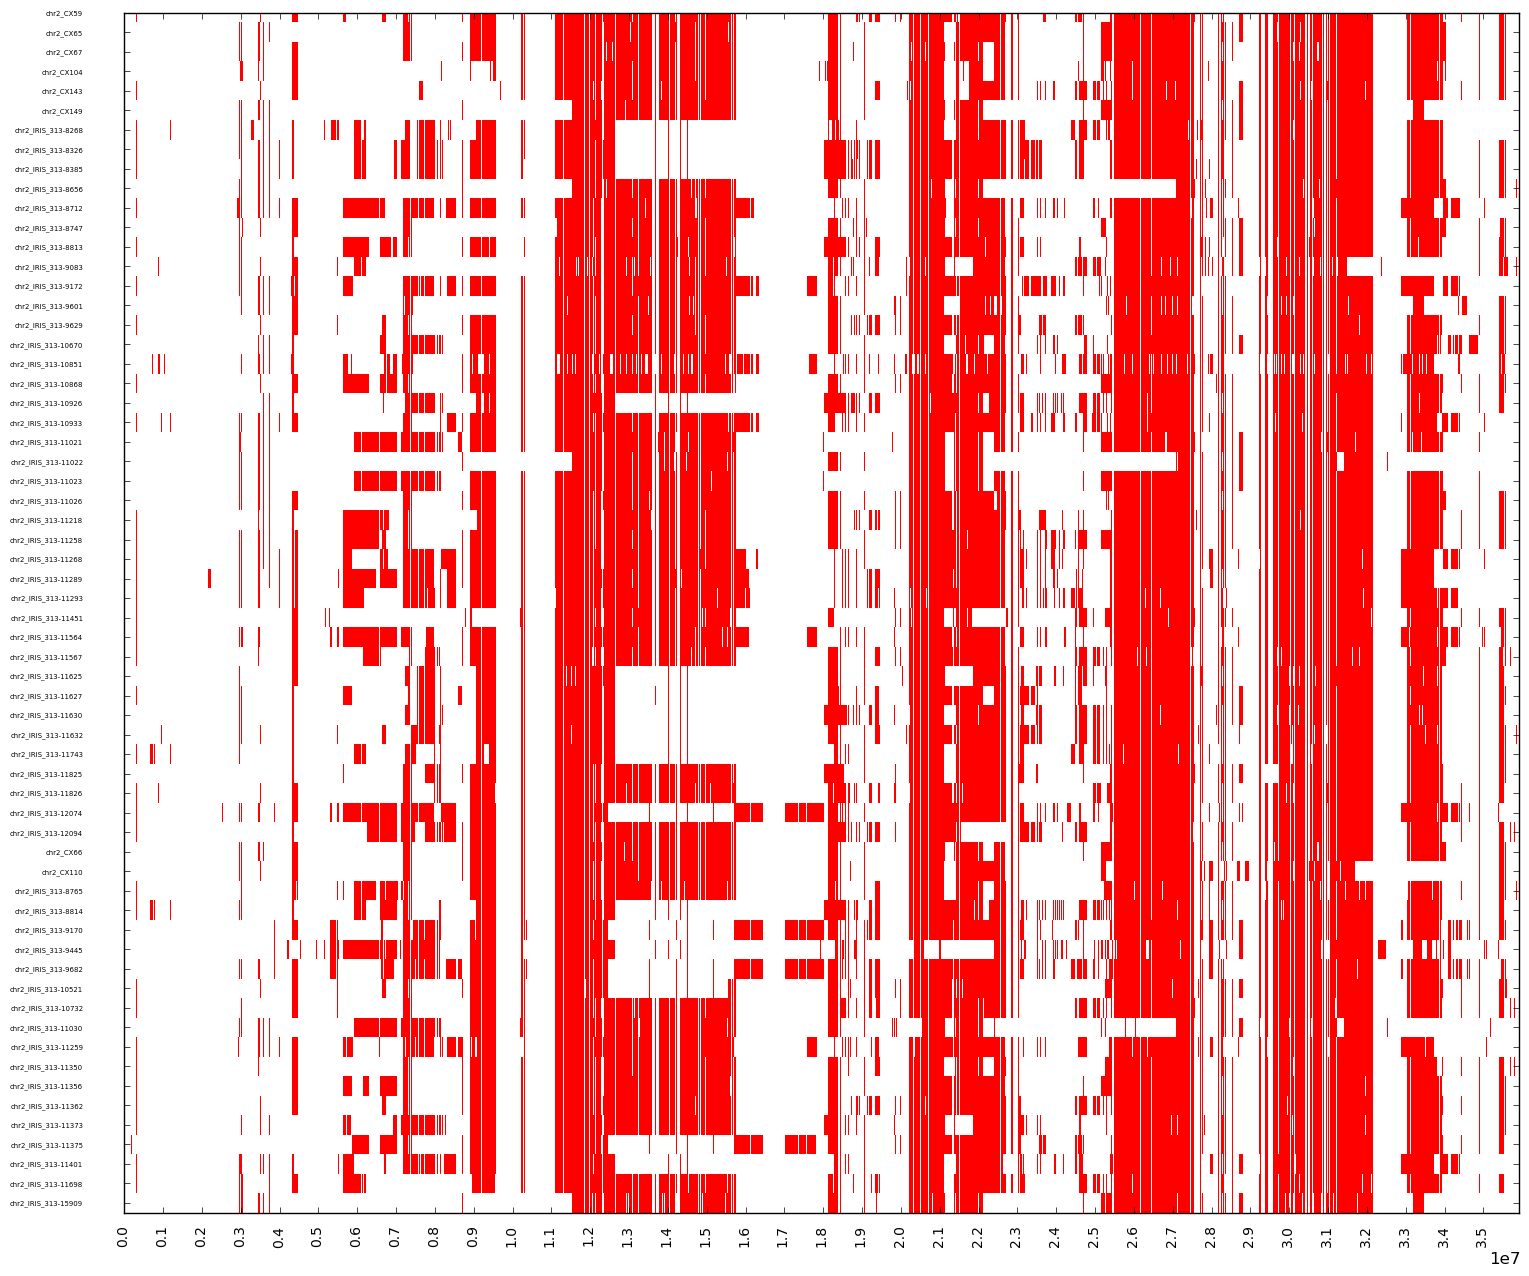 chr2_CX59
chr2_CX65
chr2_CX67
chr2_CX104
chr2_CX143
chr2_CX149
chr2_IRIS_313-8268
chr2_IRIS_313-8326
chr2_IRIS_313-8385
chr2_IRIS_313-8656
chr2_IRIS_313-8712
chr2_IRIS_313-8747
chr2_IRIS_313-8813
chr2_IRIS_313-9083
chr2_IRIS_313-9172
chr2_IRIS_313-9601
chr2_IRIS_313-9629
chr2_IRIS_313-10670
chr2_IRIS_313-10851
chr2_IRIS_313-10868
chr2_IRIS_313-10926
chr2_IRIS_313-10933
chr2_IRIS_313-11021
chr2_IRIS_313-11022
chr2_IRIS_313-11023
chr2_IRIS_313-11026
chr2_IRIS_313-11218
chr2_IRIS_313-11258
chr2_IRIS_313-11268
chr2_IRIS_313-11289
chr2_IRIS_313-11293
chr2_IRIS_313-11451
chr2_IRIS_313-11564
chr2_IRIS_313-11567
chr2_IRIS_313-11625
chr2_IRIS_313-11627
chr2_IRIS_313-11630
chr2_IRIS_313-11632
chr2_IRIS_313-11743
chr2_IRIS_313-11825
chr2_IRIS_313-11826
chr2_IRIS_313-12074
chr2_IRIS_313-12094
chr2_CX66
chr2_CX110
chr2_IRIS_313-8765
chr2_IRIS_313-8814
chr2_IRIS_313-9170
chr2_IRIS_313-9445
chr2_IRIS_313-9682
chr2_IRIS_313-10521
chr2_IRIS_313-10732
chr2_IRIS_313-11030
chr2_IRIS_313-11259
chr2_IRIS_313-11350
chr2_IRIS_313-11356
chr2_IRIS_313-11362
chr2_IRIS_313-11373
chr2_IRIS_313-11375
chr2_IRIS_313-11401
chr2_IRIS_313-11698
chr2_IRIS_313-15909
0.0 0.1 0.2 0.3 0.4 0.5 0.6 0.7 0.8 0.9 1.0 1.1 1.2 1.3 1.4 1.5 1.6 1.7 1.8 1.9 2.0 2.1 2.2 2.3 2.4 2.5 2.6 2.7 2.8 2.9 3.0 3.1 3.2 3.3 3.4 3.5
1e7